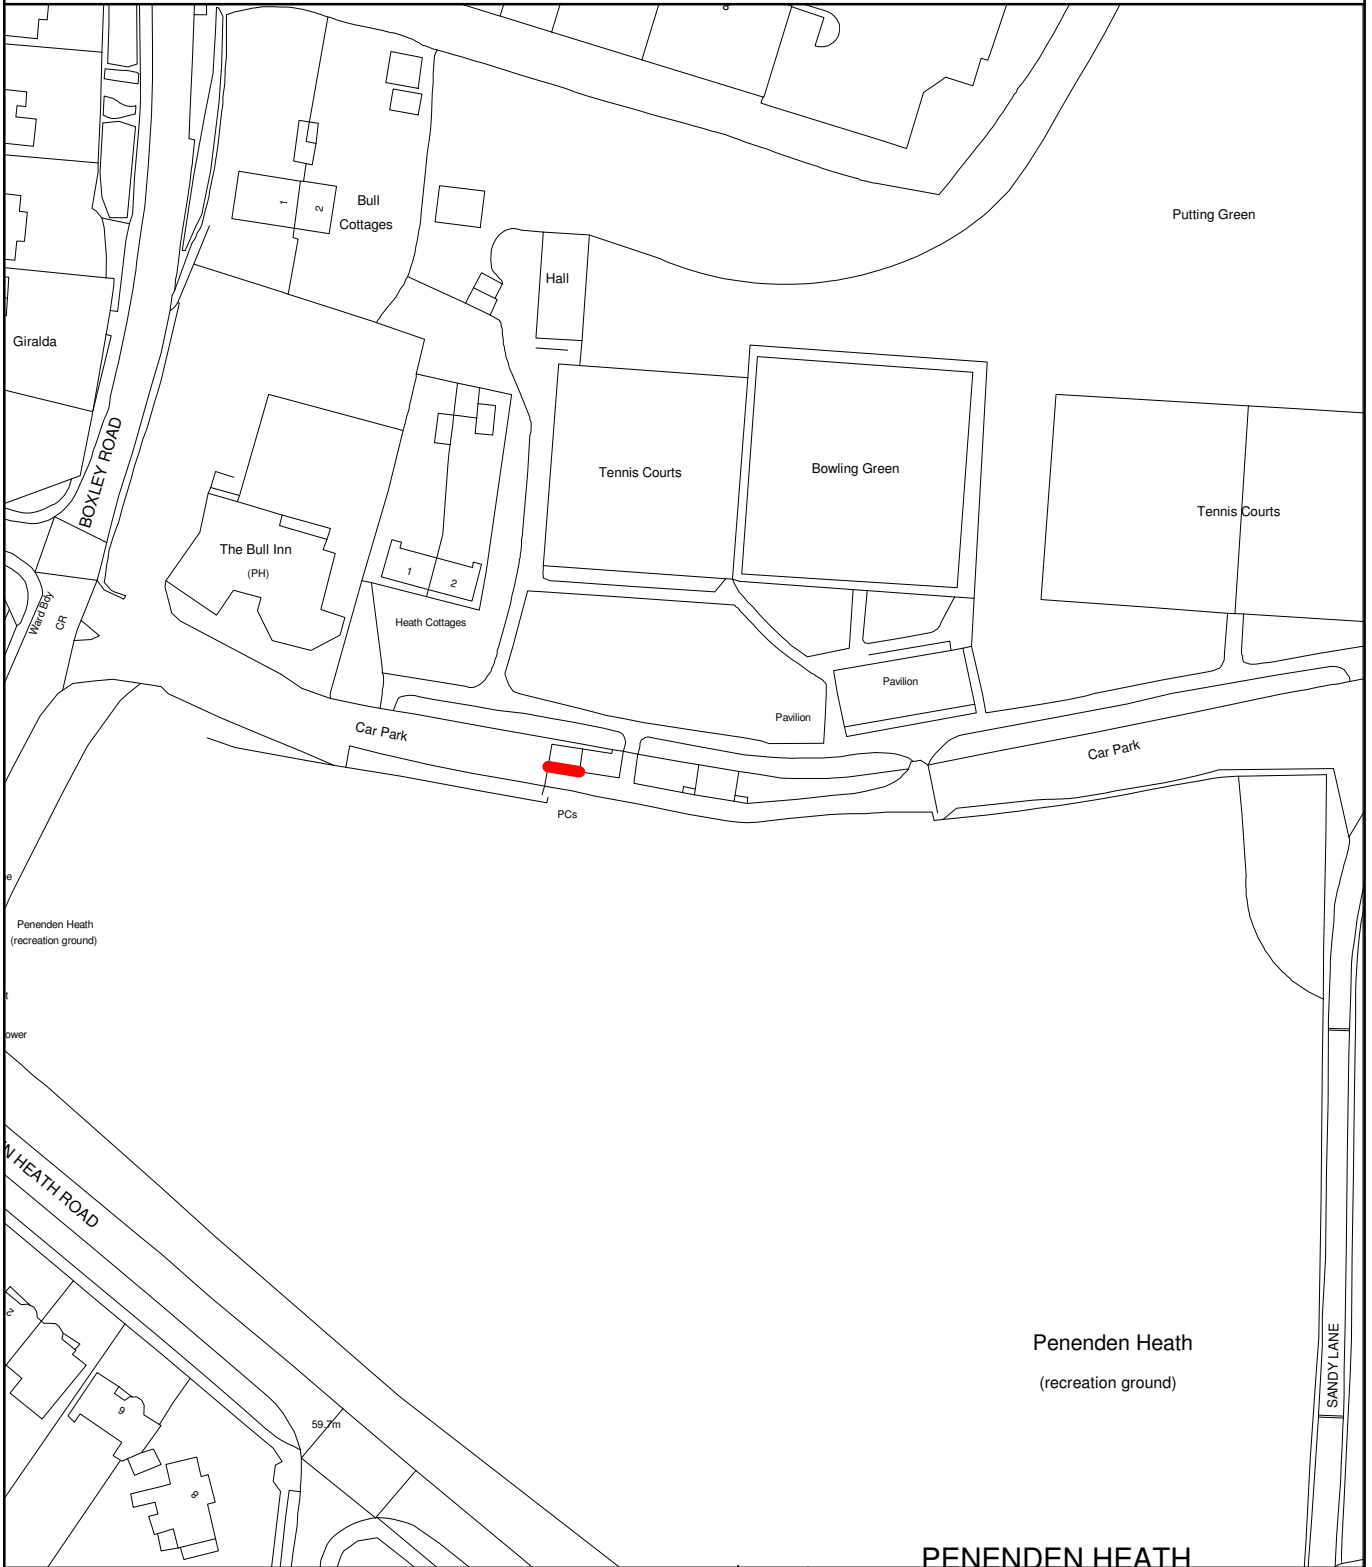 Bull
Cottages
1
2
Putting Green
Hall
Giralda
BOXLEY ROAD
Tennis Courts
Bowling Green
Tennis Courts
The Bull Inn
(PH)
1
2
Heath Cottages
Ward Bdy
CR
Pavilion
Pavilion
Car Park
Car Park
PCs
Penenden Heath
(recreation ground)
ower
N HEATH ROAD
2
9
59.7m
8
Penenden Heath
(recreation ground)
SANDY LANE
PENENDEN HEATH